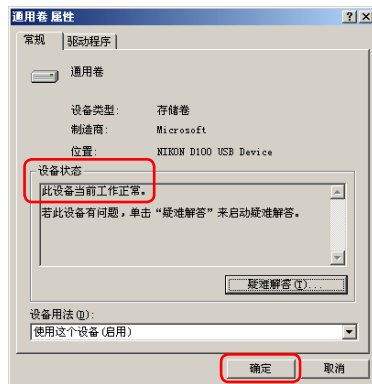 通用卷 属性
常规 驱动程序
通用卷
设备类型: 存储卷
制造商: Microsoft
位置: NIKON D100 USB Device
设备状态
此设备当前工作正常。
若此设备有问题，单击“疑难解答”来启动疑难解答。
疑难解答(T)...
设备用法(D):
使用这个设备(启用)
确定 取消